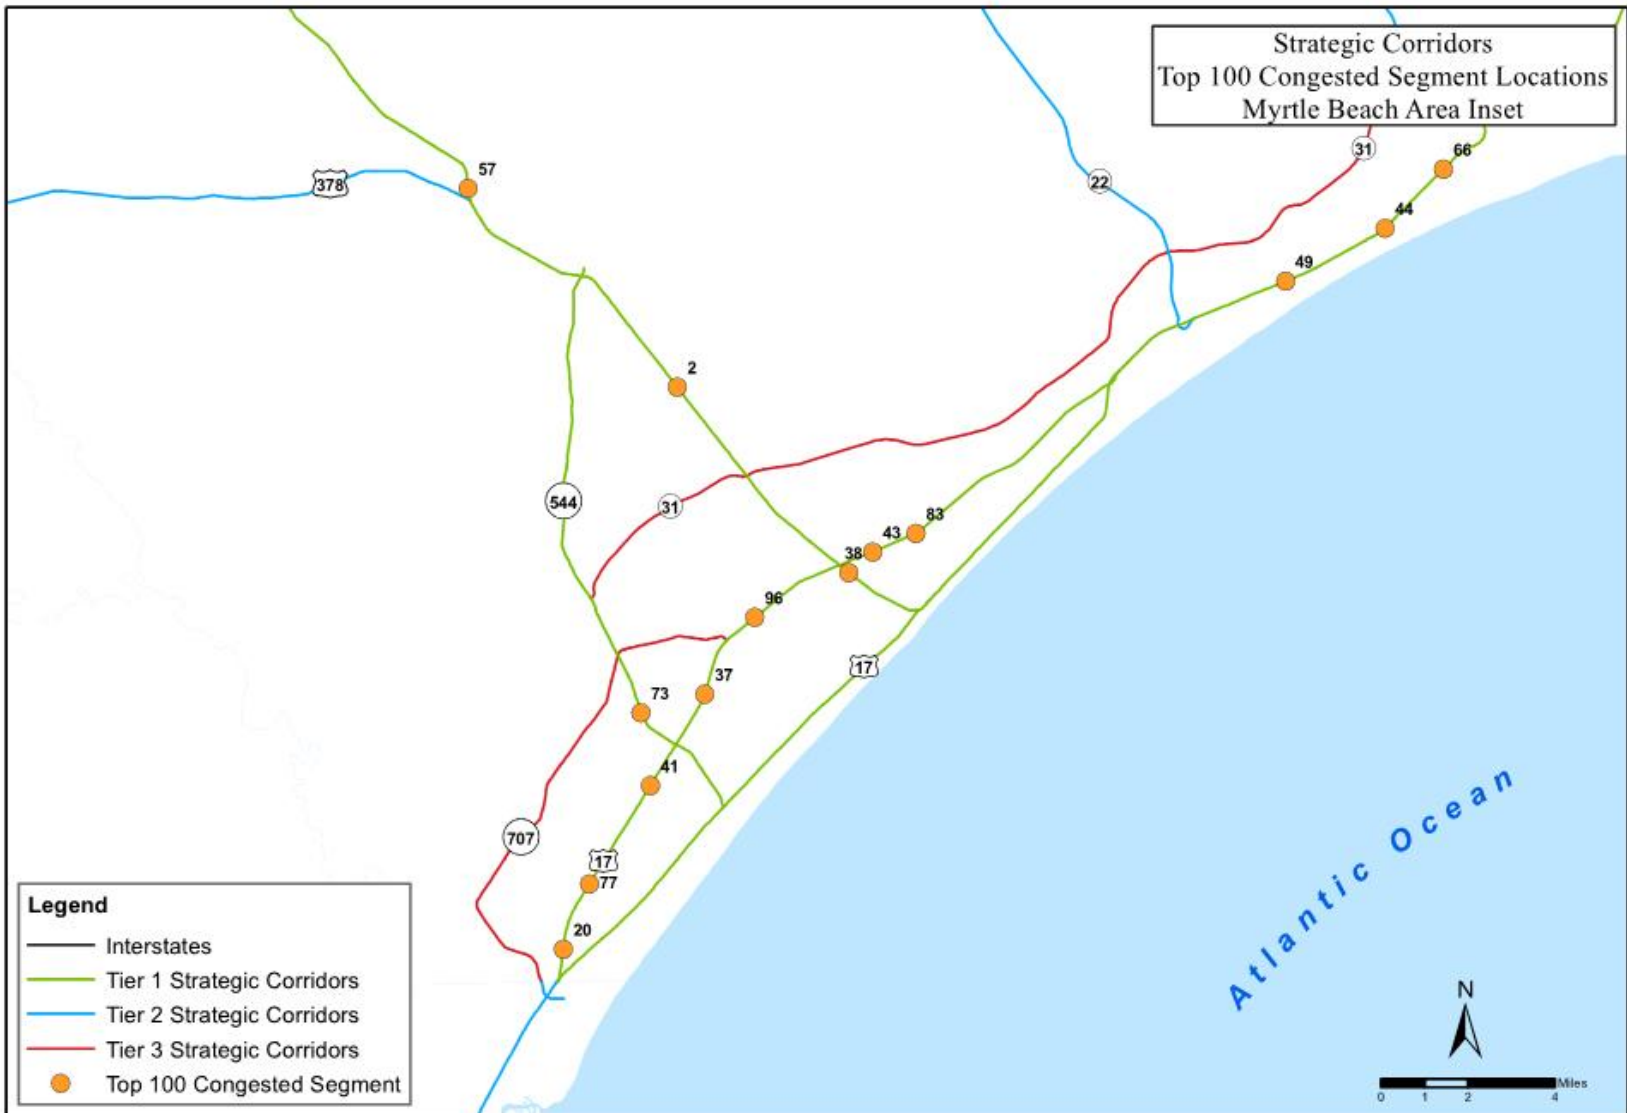 Strategic Corridors
Top 100 Congested Segment Locations
Myrtle Beach Area Inset
31
66
57
378
22
44
49
2
544
31
83
43
38
96
17
37
73
41
707
17
77
20
Atlantic Ocean
Legend
Interstates
Tier 1 Strategic Corridors
Tier 2 Strategic Corridors
Tier 3 Strategic Corridors
Top 100 Congested Segment
N
Miles
0 1 2 4